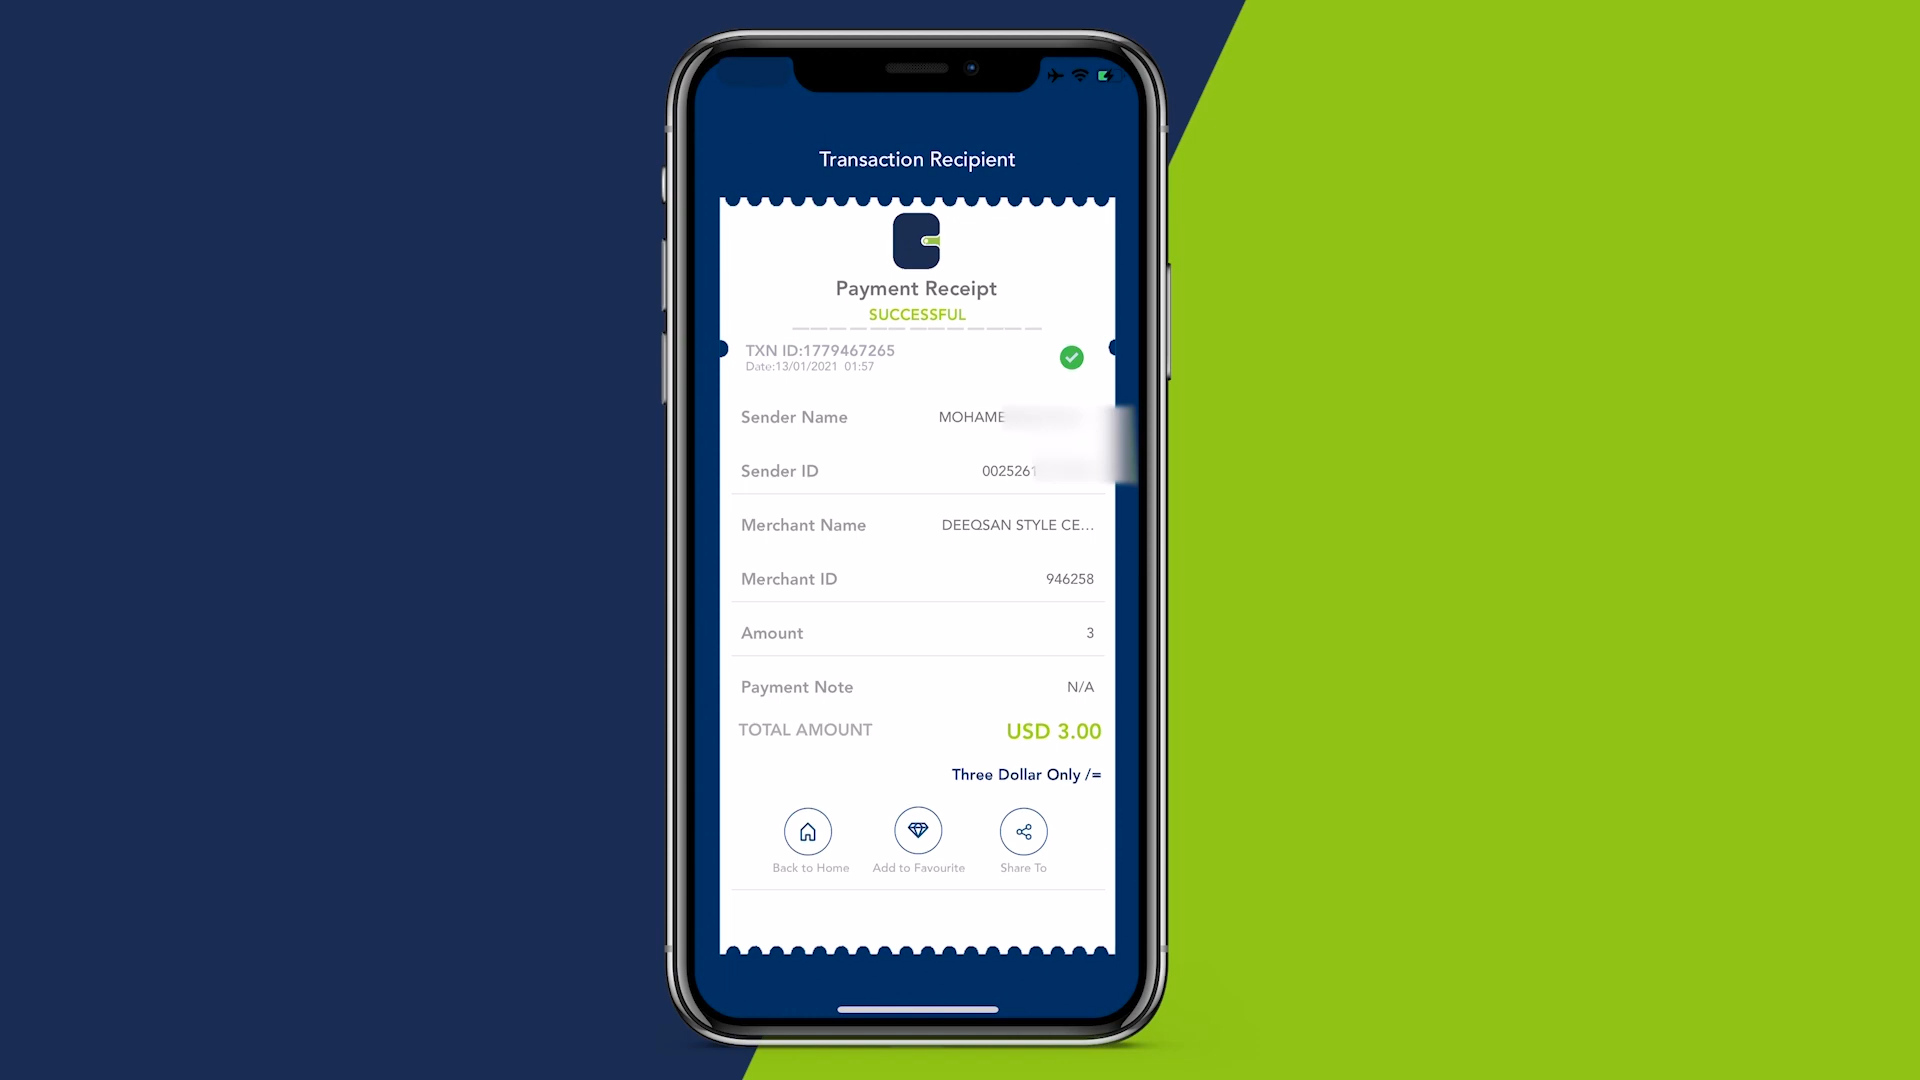 Transaction Recipient
Payment Receipt
SUCCESSFUL
TXN ID:1779467265
Date:13/01/2021 01:57
Sender Name
Sender ID 0025261
Merchant Name DEEQSAN STYLE CE...
Merchant ID 946258
Amount 3
Payment Note N/A
TOTAL AMOUNT USD 3.00
Three Dollar Only /=
Back to Home Add to Favourite Share To